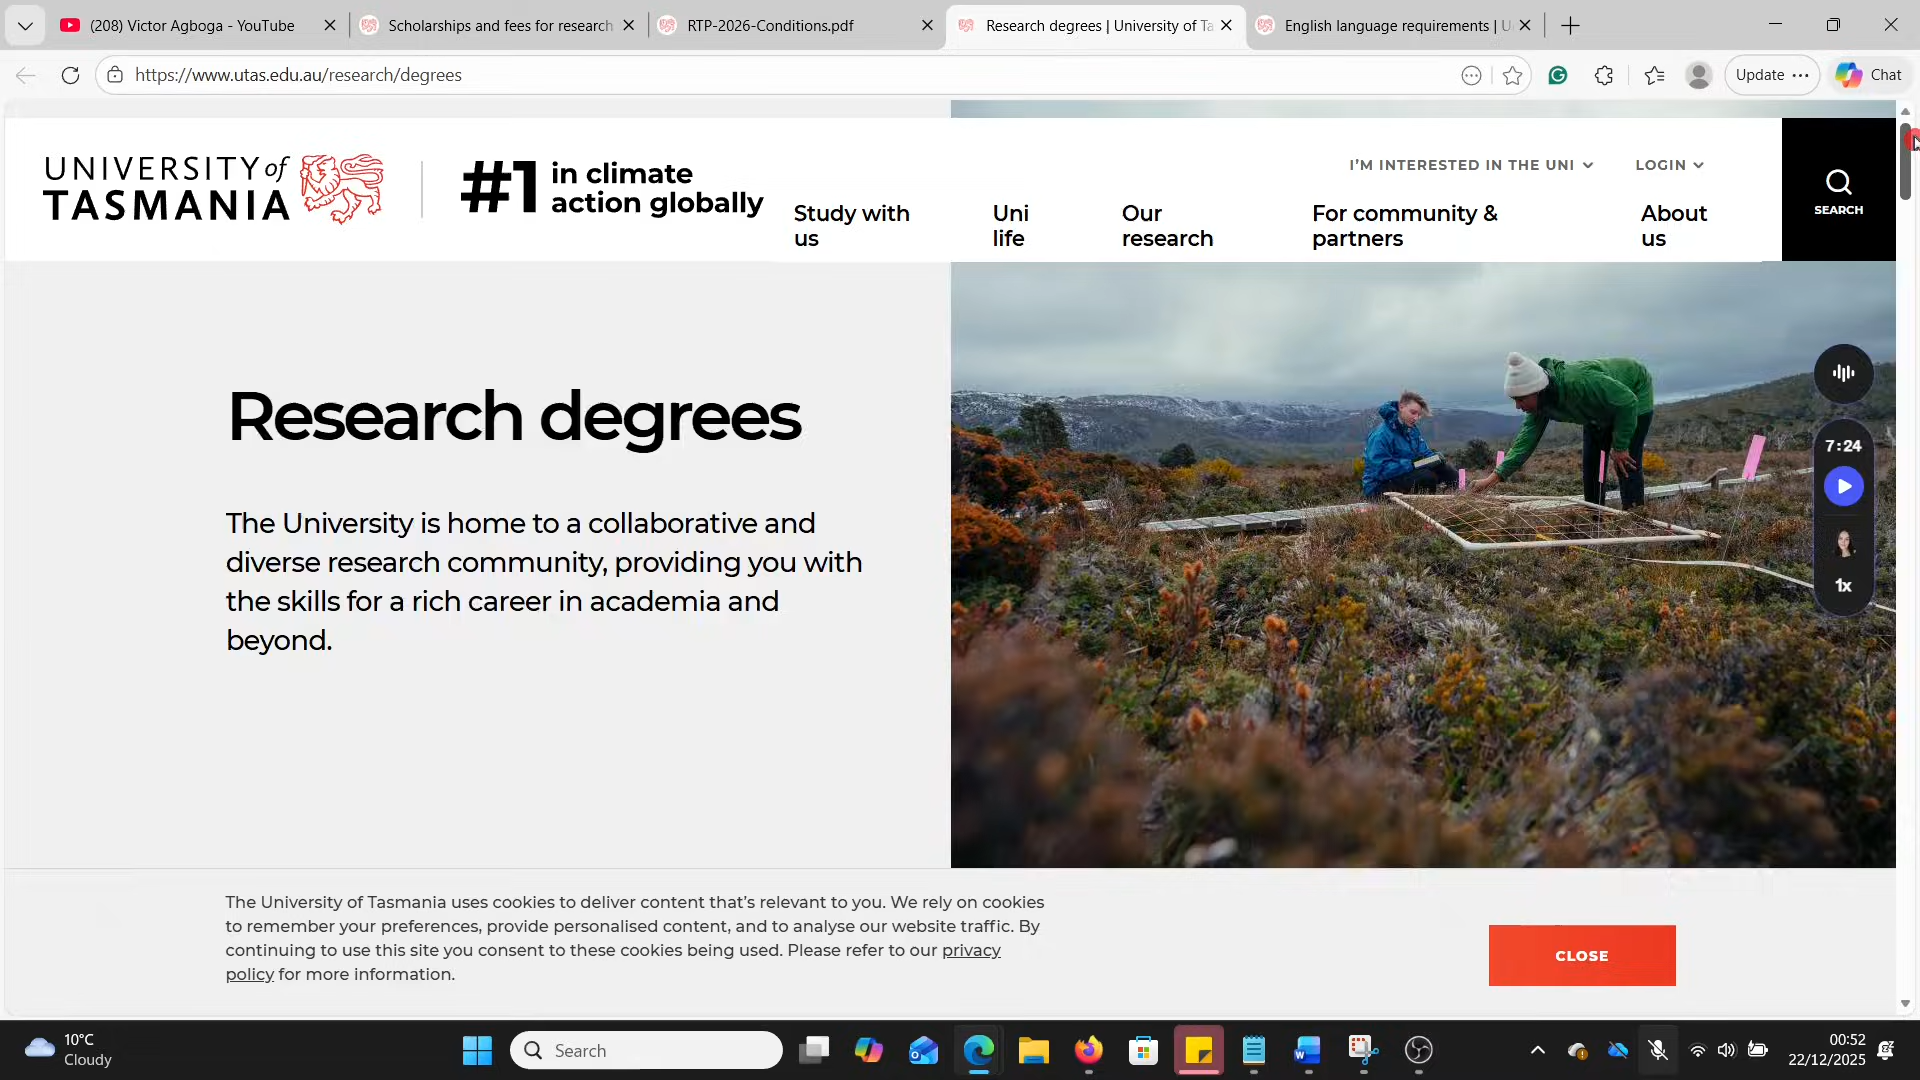 (208) Victor Agboga - YouTube
Scholarships and fees for research
RTP-2026-Conditions.pdf
Research degrees | University of Ta
English language requirements | U
https://www.utas.edu.au/research/degrees
Update
Chat
UNIVERSITY of
TASMANIA
#1 in climate
action globally
I'M INTERESTED IN THE UNI
LOGIN
Study with
us
Uni
life
Our
research
For community &
partners
About
us
SEARCH
Research degrees
The University is home to a collaborative and
diverse research community, providing you with
the skills for a rich career in academia and
beyond.
7:24
1x
The University of Tasmania uses cookies to deliver content that's relevant to you. We rely on cookies
to remember your preferences, provide personalised content, and to analyse our website traffic. By
continuing to use this site you consent to these cookies being used. Please refer to our privacy
policy for more information.
CLOSE
10°C
Cloudy
Search
00:52
22/12/2025